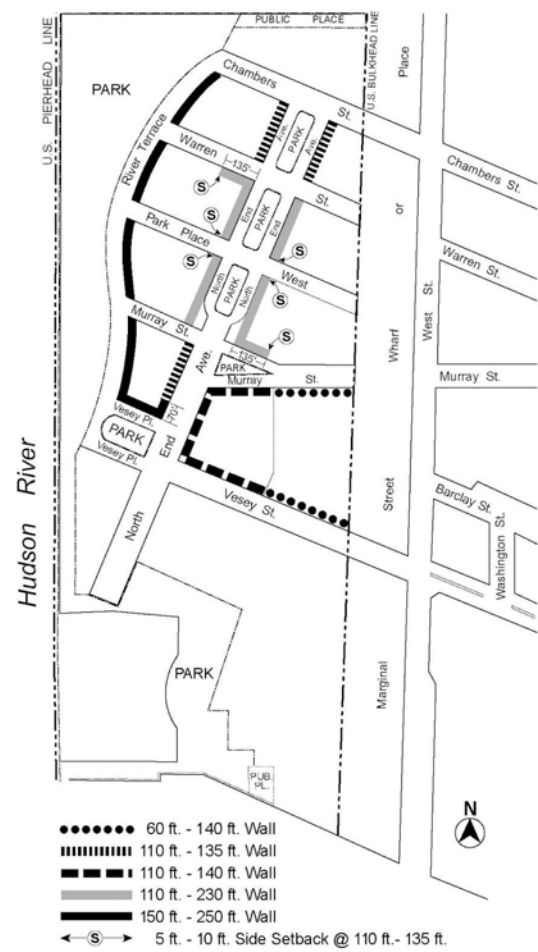 PUBLIC PLACE
U.S. PIERHEAD LINE
U.S. BULKHEAD LINE
Place
PARK
Chambers
St.
Ave.
PARK
Ave.
Chambers St.
River Terrace
Warren
135'
St.
S
End
PARK
End
or
S
Park Place
S
S
West
Warren St.
West St.
North
PARK
North
S
Wharf
Murray St.
S
135'
Ave.
PARK
Murray St.
Murray St.
70'
Vesey Pl.
PARK
Vesey Pl.
End
Vesey St.
Street
Barclay St.
Washington St.
North
Hudson River
PARK
Marginal
PUB.
PL.
N
60 ft. - 140 ft. Wall
110 ft. - 135 ft. Wall
110 ft. - 140 ft. Wall
110 ft. - 230 ft. Wall
150 ft. - 250 ft. Wall
S 5 ft. - 10 ft. Side Setback @ 110 ft.- 135 ft.